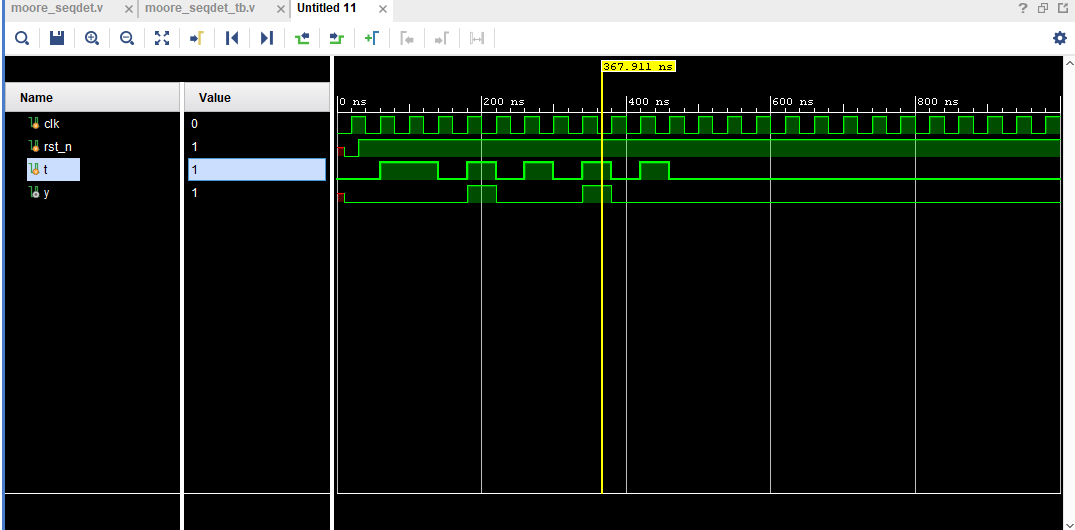 moore_seqdet.v × moore_seqdet_tb.v × Untitled 11 × ?
367.911 ns
Name Value
0 ns 200 ns 400 ns 600 ns 800 ns
clk 0
rst_n 1
t 1
y 1